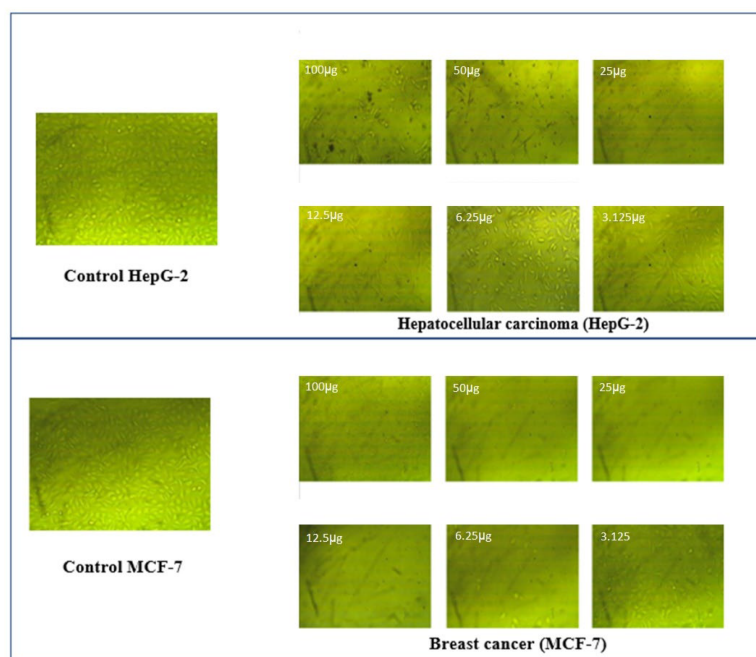 100µg
50µg
25µg
12.5µg
6.25µg
3.125µg
Control HepG-2
Hepatocellular carcinoma (HepG-2)
100µg
50µg
25µg
12.5µg
6.25µg
3.125
Control MCF-7
Breast cancer (MCF-7)